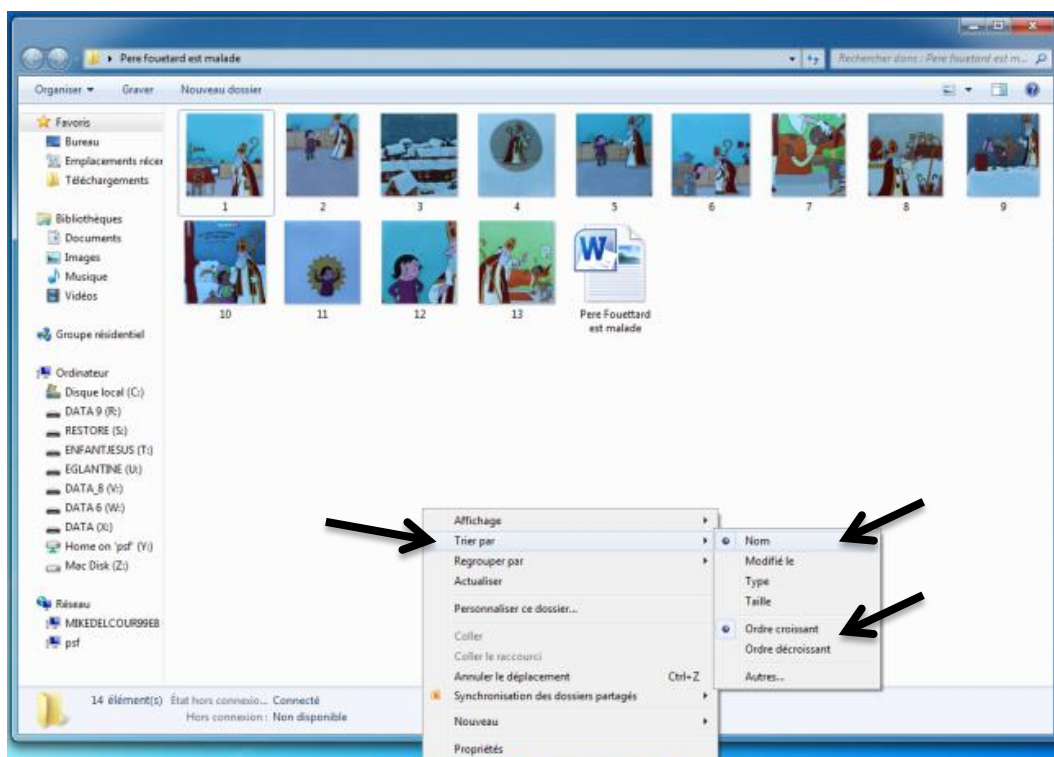 Pere fouetard est malade
Rechercher dans : Pere fouetard est m...
Organiser
Graver
Nouveau dossier
Favoris
Bureau
Emplacements récer
Téléchargements
Bibliothèques
Documents
Images
Musique
Vidéos
Groupe résidentiel
Ordinateur
Disque local (C:)
DATA 9 (R:)
RESTORE (S:)
ENFANTJESUS (T:)
EGLANTINE (U:)
DATA_8 (V:)
DATA 6 (W:)
DATA (X:)
Home on 'psf' (Y:)
Mac Disk (Z:)
Réseau
MIKEDELCOUR99EB
psf
1 2 3 4 5 6 7 8 9
10 11 12 13 Pere Fouettard
est malade
W
Affichage
Trier par
Regrouper par
Actualiser
Personnaliser ce dossier...
Coller
Coller le raccourci
Annuler le déplacement Ctrl+Z
Synchronisation des dossiers partagés
Nouveau
Propriétés
Nom
Modifié le
Type
Taille
Ordre croissant
Ordre décroissant
Autres...
14 élément(s) État hors connexio... Connecté
Hors connexion : Non disponible